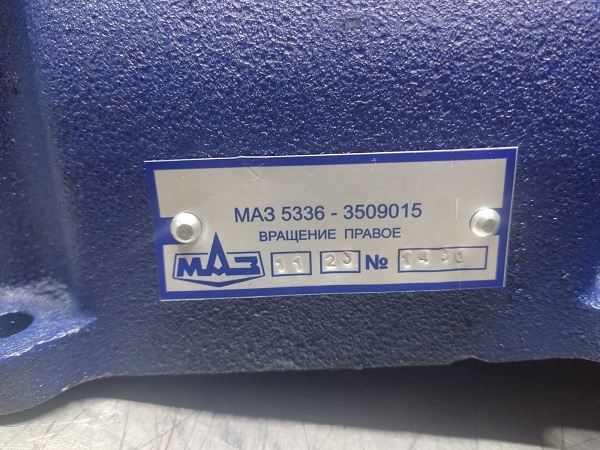 МАЗ 5336 - 3509015
ВРАЩЕНИЕ ПРАВОЕ
МАЗ 11 23 №